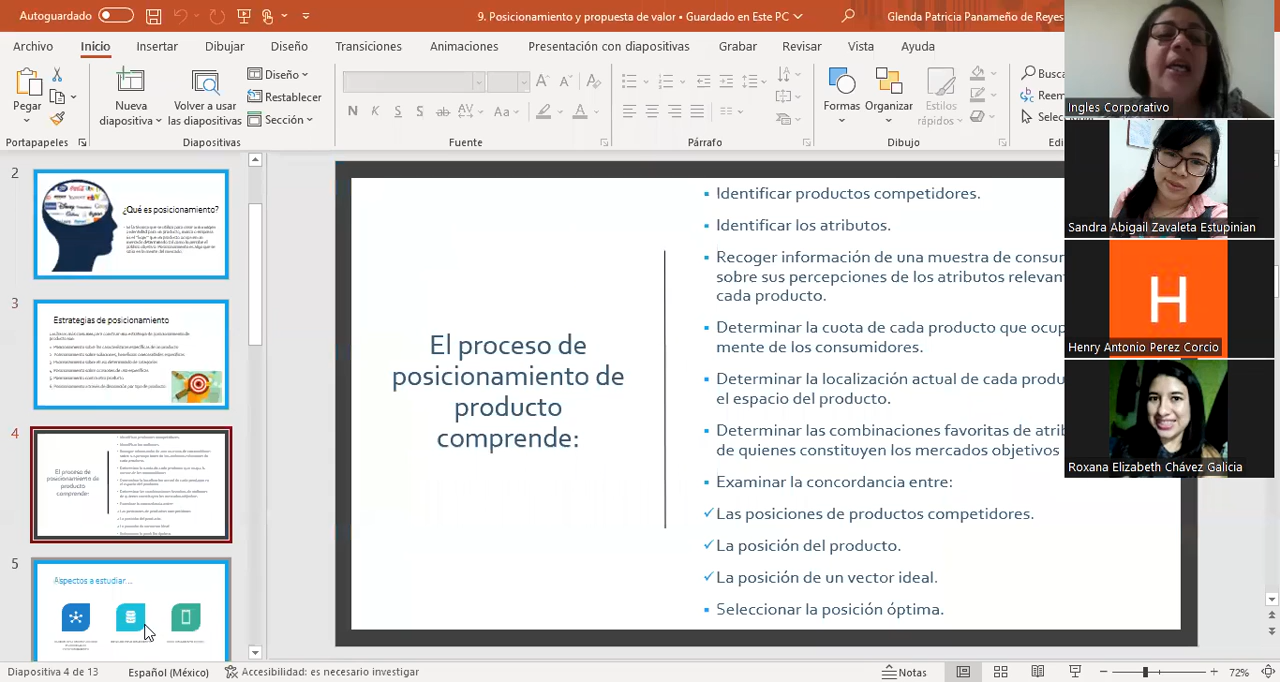 Autoguardado
9. Posicionamiento y propuesta de valor • Guardado en Este PC
Glenda Patricia Panameño de Reyes
Archivo Inicio Insertar Dibujar Diseño Transiciones Animaciones Presentación con diapositivas Grabar Revisar Vista Ayuda
Pegar
Nueva diapositiva
Volver a usar las diapositivas
Diseño
Restablecer
Sección
N K S S ab AV Aa
Formas
Organizar
Estilos rápidos
Portapapeles Diapositivas Fuente Párrafo Dibujo
2
¿Qué es posicionamiento?
3
Estrategias de posicionamiento
4
El proceso de posicionamiento de producto comprende:
5
Aspectos a estudiar...
El proceso de
posicionamiento de
producto
comprende:
Identificar productos competidores.
Identificar los atributos.
Recoger información de una muestra de
sobre sus percepciones de los atributos
cada producto.
Determinar la cuota de cada producto que
mente de los consumidores.
Determinar la localización actual de cada
el espacio del producto.
Determinar las combinaciones favoritas de
de quienes constituyen los mercados objetivos
Examinar la concordancia entre:
Las posiciones de productos competidores.
La posición del producto.
La posición de un vector ideal.
Seleccionar la posición óptima.
Ingles Corporativo
Sandra Abigail Zavaleta Estupinian
H
Henry Antonio Perez Corcio
Roxana Elizabeth Chávez Galicia
Diapositiva 4 de 13 Español (México) Accesibilidad: es necesario investigar
Notas
72%